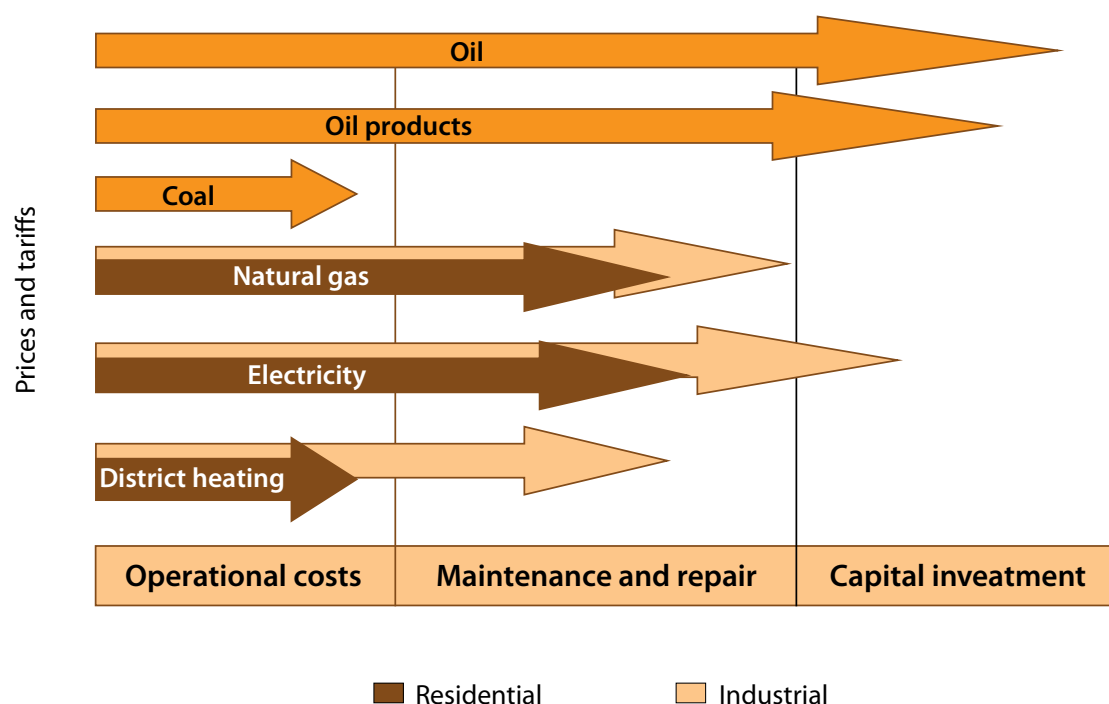 Oil
Oil products
Coal
Prices and tariffs
Natural gas
Electricity
District heating
Operational costs
Maintenance and repair
Capital inveatment
Residential
Industrial